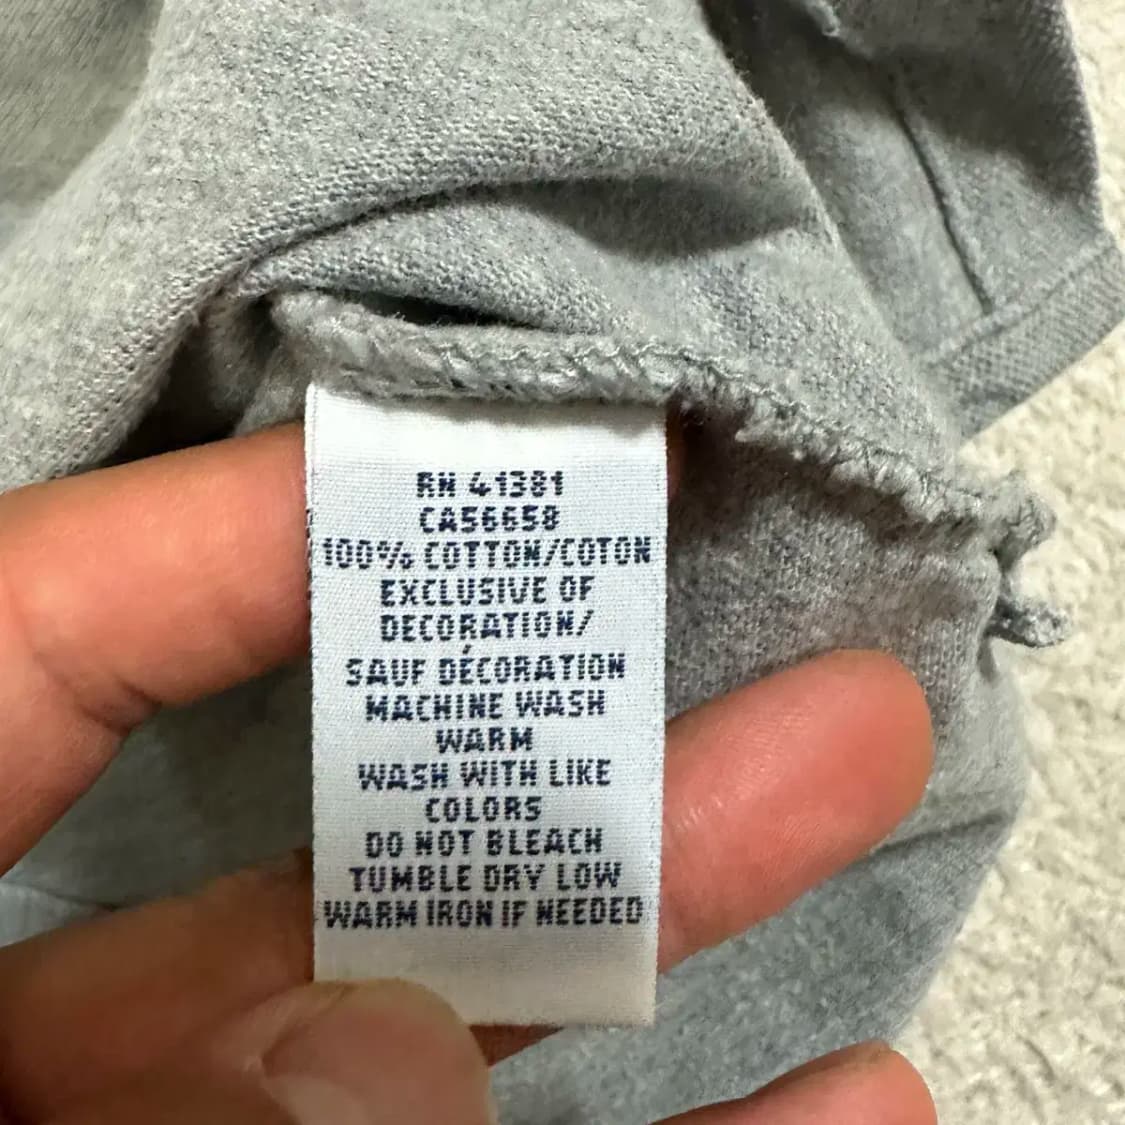 RN 41381
CA56658
100% COTTON/COTON
EXCLUSIVE OF
DECORATION/
SAUF DÉCORATION
MACHINE WASH
WARM
WASH WITH LIKE
COLORS
DO NOT BLEACH
TUMBLE DRY LOW
WARM IRON IF NEEDED